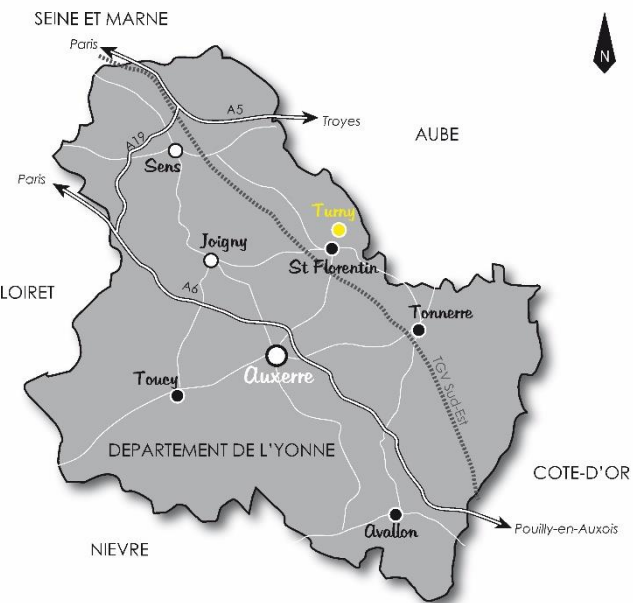 SEINE ET MARNE
Paris
N
A5
Troyes
AUBE
A19
Sens
Paris
Turny
Joigny
St Florentin
LOIRET
A6
Tonnerre
Auxerre
TGV Sud-Est
Toucy
DEPARTEMENT DE L'YONNE
COTE-D'OR
Avallon
Pouilly-en-Auxois
NIEVRE